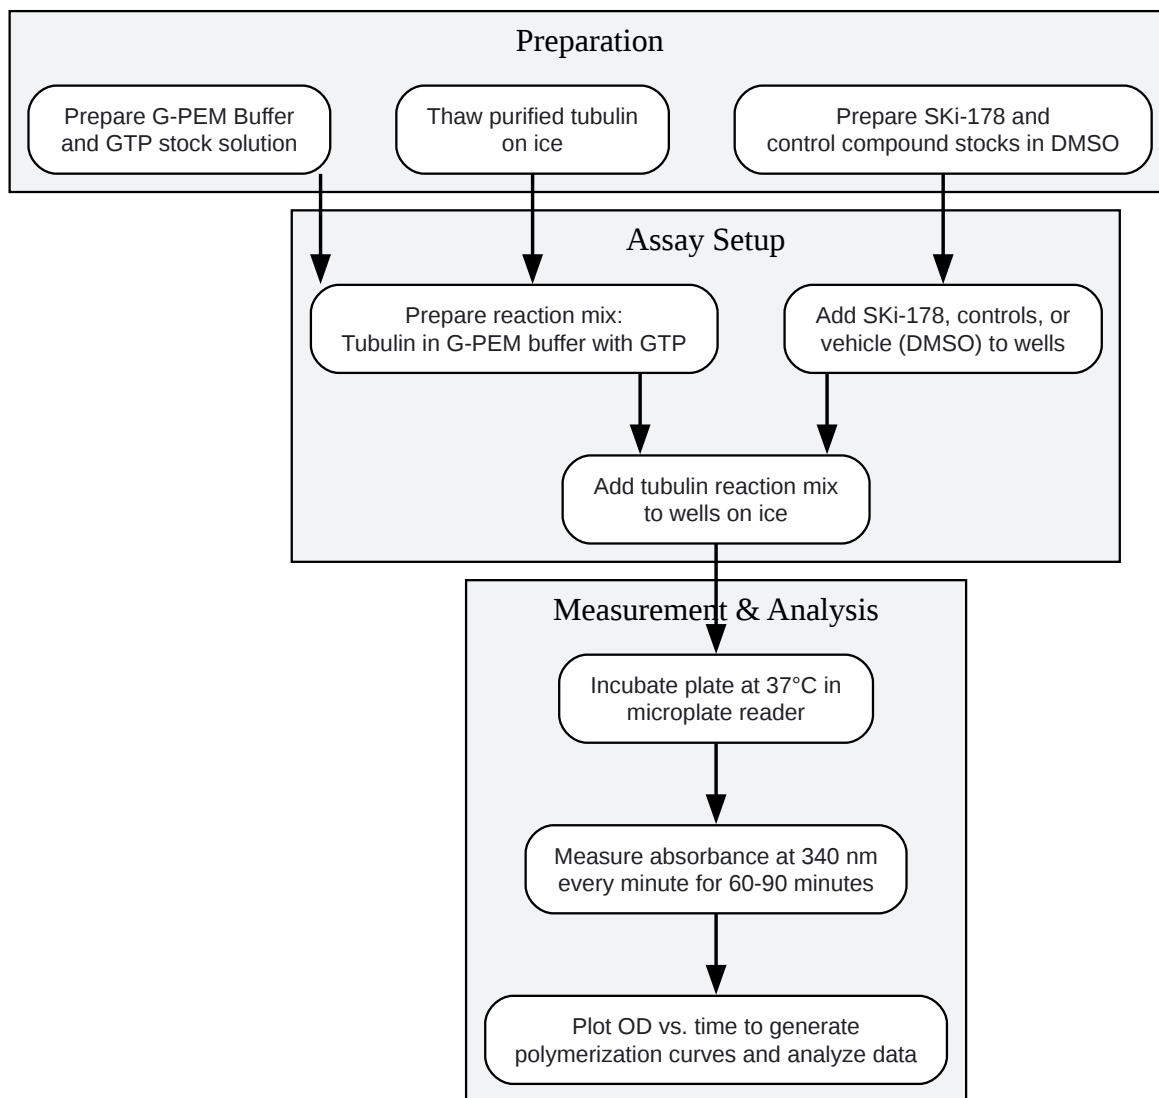 Preparation
Prepare G-PEM Buffer
and GTP stock solution
Thaw purified tubulin
on ice
Prepare SKi-178 and
control compound stocks in DMSO
Assay Setup
Prepare reaction mix:
Tubulin in G-PEM buffer with GTP
Add SKi-178, controls, or
vehicle (DMSO) to wells
Add tubulin reaction mix
to wells on ice
Measurement & Analysis
Incubate plate at 37°C in
microplate reader
Measure absorbance at 340 nm
every minute for 60-90 minutes
Plot OD vs. time to generate
polymerization curves and analyze data